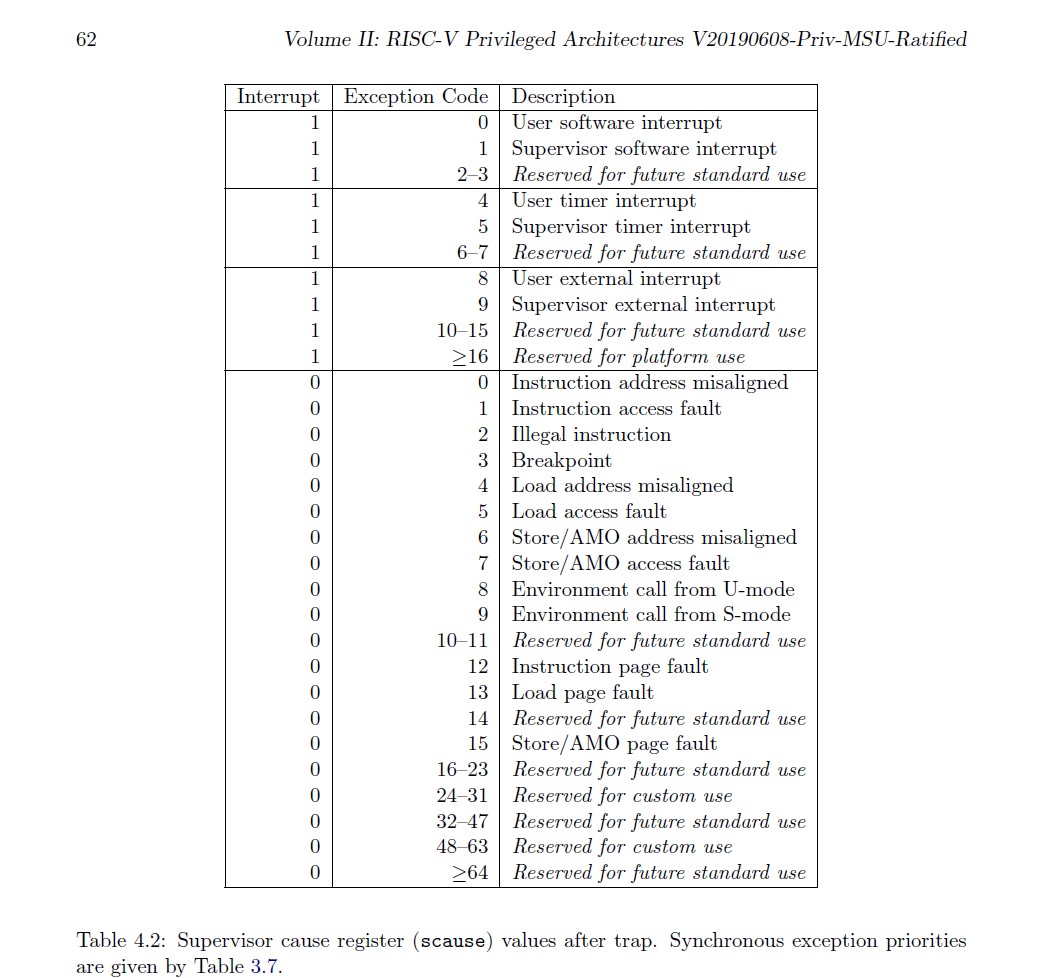 62 Volume II: RISC-V Privileged Architectures V20190608-Priv-MSU-Ratified
Interrupt Exception Code Description
1 0 User software interrupt
1 1 Supervisor software interrupt
1 2–3 Reserved for future standard use
1 4 User timer interrupt
1 5 Supervisor timer interrupt
1 6–7 Reserved for future standard use
1 8 User external interrupt
1 9 Supervisor external interrupt
1 10–15 Reserved for future standard use
1 ≥16 Reserved for platform use
0 0 Instruction address misaligned
0 1 Instruction access fault
0 2 Illegal instruction
0 3 Breakpoint
0 4 Load address misaligned
0 5 Load access fault
0 6 Store/AMO address misaligned
0 7 Store/AMO access fault
0 8 Environment call from U-mode
0 9 Environment call from S-mode
0 10–11 Reserved for future standard use
0 12 Instruction page fault
0 13 Load page fault
0 14 Reserved for future standard use
0 15 Store/AMO page fault
0 16–23 Reserved for future standard use
0 24–31 Reserved for custom use
0 32–47 Reserved for future standard use
0 48–63 Reserved for custom use
0 ≥64 Reserved for future standard use
Table 4.2: Supervisor cause register (scause) values after trap. Synchronous exception priorities
are given by Table 3.7.